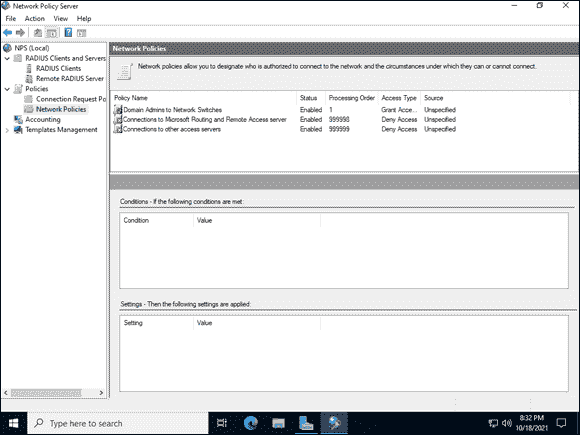 Network Policy Server
File Action View Help
NPS (Local)
RADIUS Clients and Servers
RADIUS Clients
Remote RADIUS Server
Policies
Connection Request Po
Network Policies
Accounting
Templates Management
Network Policies
Network policies allow you to designate who is authorized to connect to the network and the circumstances under which they can or cannot connect.
Policy Name Status Processing Order Access Type Source
Domain Admins to Network Switches Enabled 1 Grant Acce... Unspecified
Connections to Microsoft Routing and Remote Access server Enabled 999998 Deny Access Unspecified
Connections to other access servers Enabled 999999 Deny Access Unspecified
Conditions - If the following conditions are met:
Condition Value
Settings - Then the following settings are applied:
Setting Value
Type here to search
8:32 PM
10/18/2021